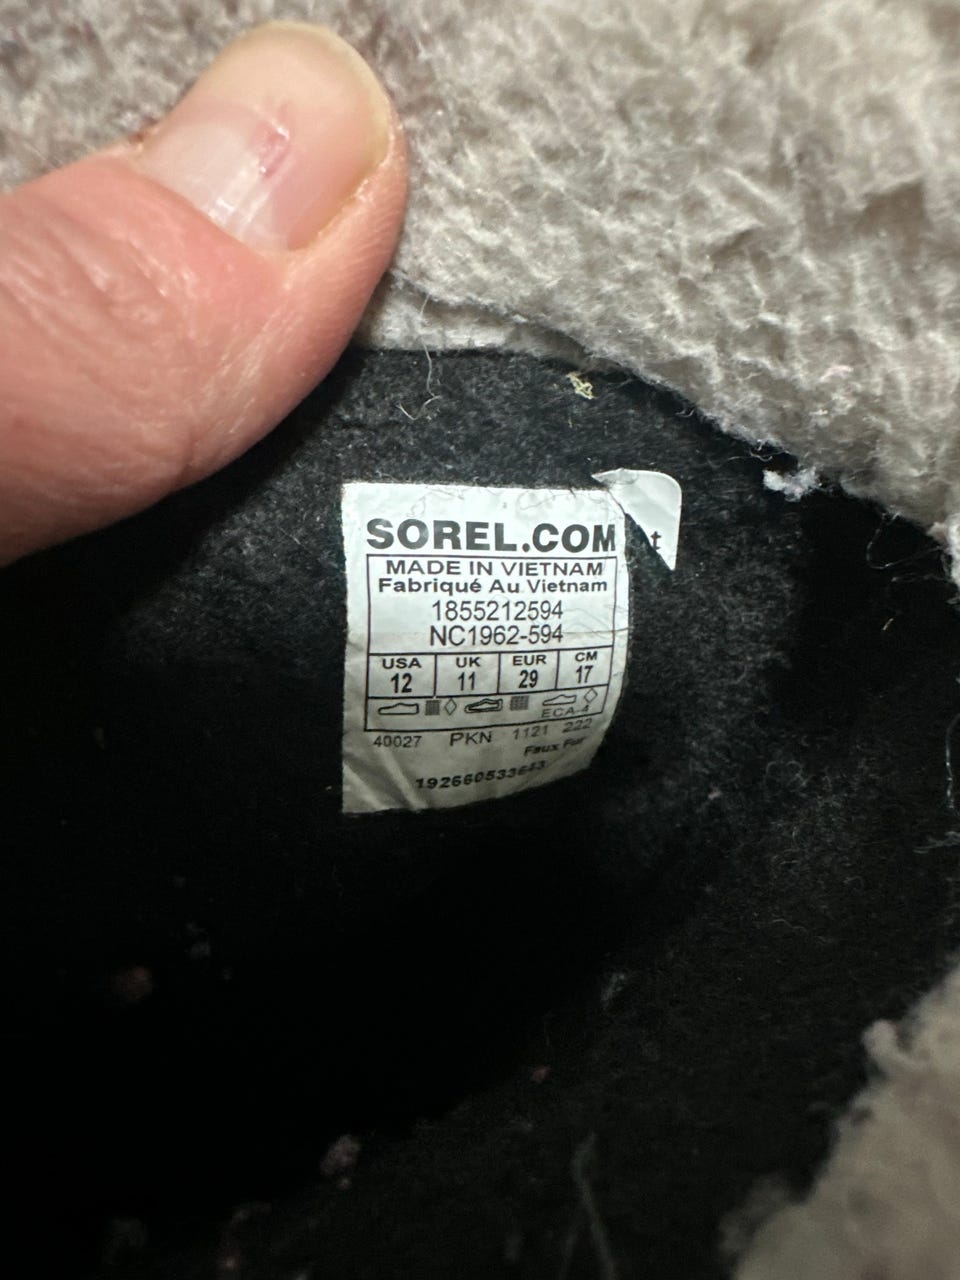 SOREL.COM
t
MADE IN VIETNAM
Fabriqué Au Vietnam
1855212594
NC1962-594
USA UK EUR CM
12 11 29 17
ECA-4
40027 PKN 1121 222
Faux Fur